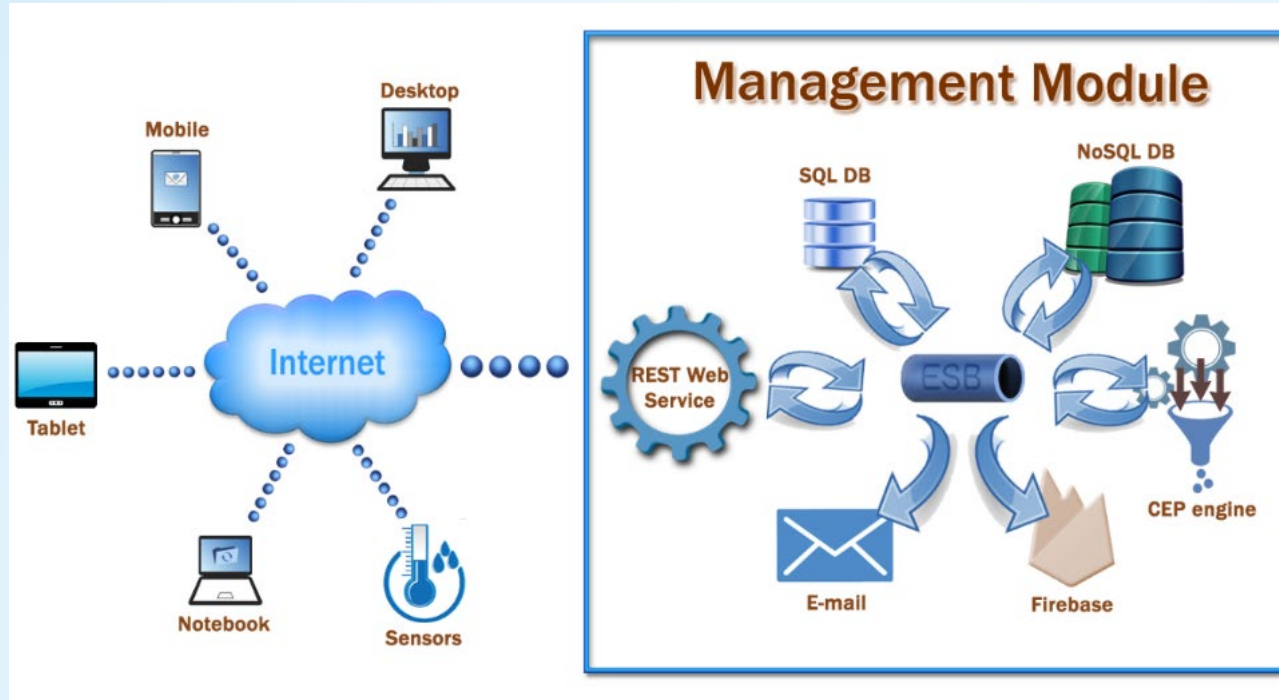 Management Module
Desktop
Mobile
NoSQL DB
SQL DB
Internet
REST Web
Service
ESB
Tablet
CEP engine
E-mail
Firebase
Notebook
Sensors